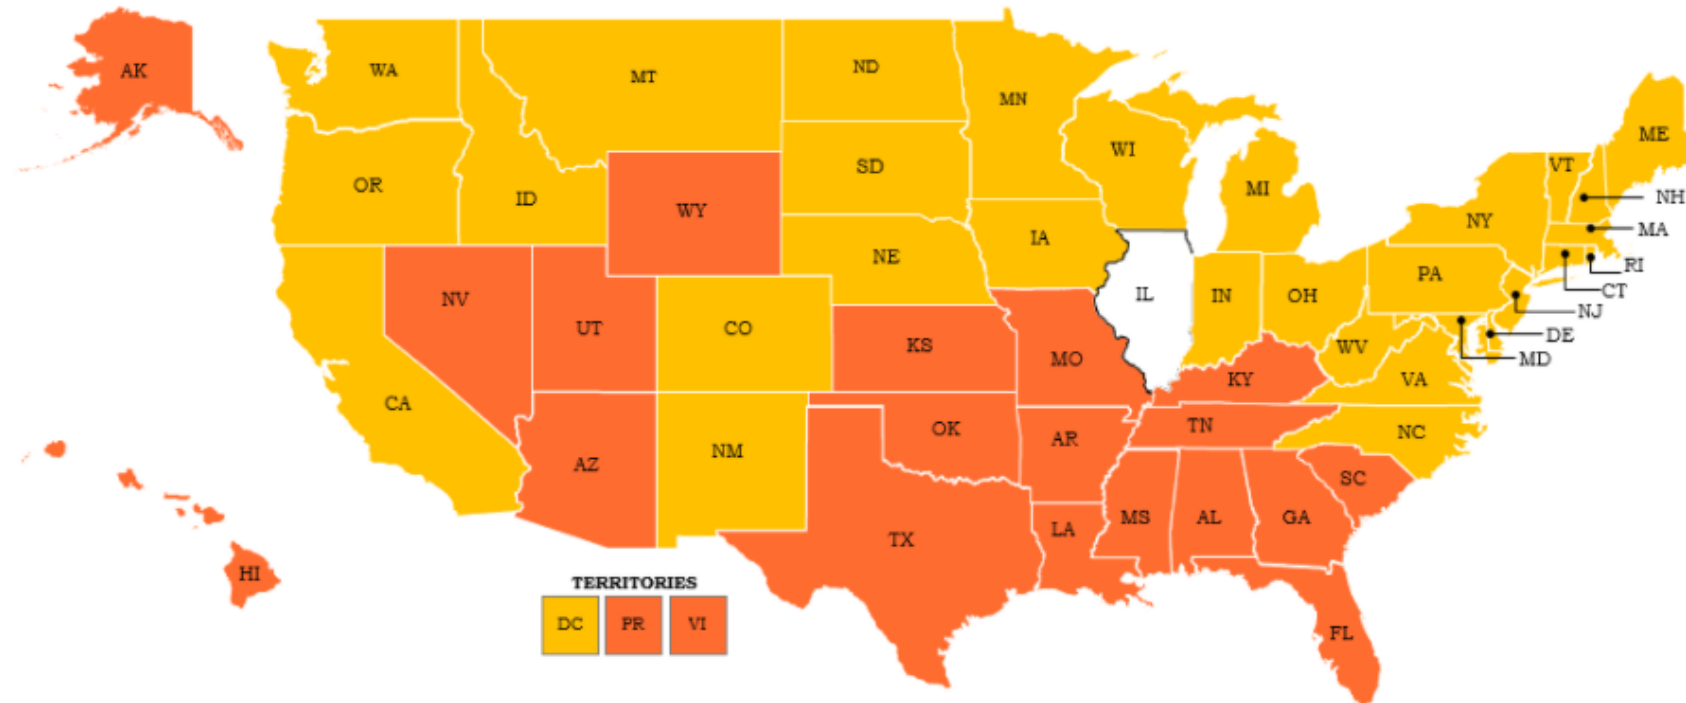 AK
WA
MT
ND
MN
ME
WI
VT
SD
OR
MI
ID
NH
WY
NY
MA
IA
NE
RI
PA
CT
IL
IN
OH
NV
NJ
UT
CO
DE
KS
WV
MO
MD
KY
VA
CA
TN
OK
NC
AR
NM
AZ
SC
MS
AL
GA
LA
TX
HI
TERRITORIES
DC PR VI
FL